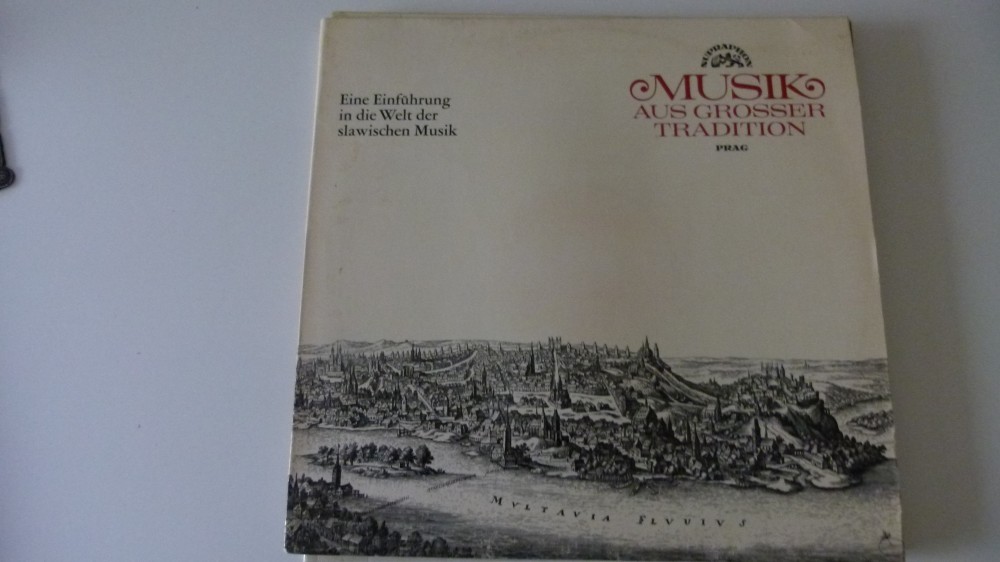 Eine Einführung
in die Welt der
slawischen Musik
SUPRAPHON
MUSIK
AUS GROSSER
TRADITION
PRAG
MVLTAVIA FLVVIVS